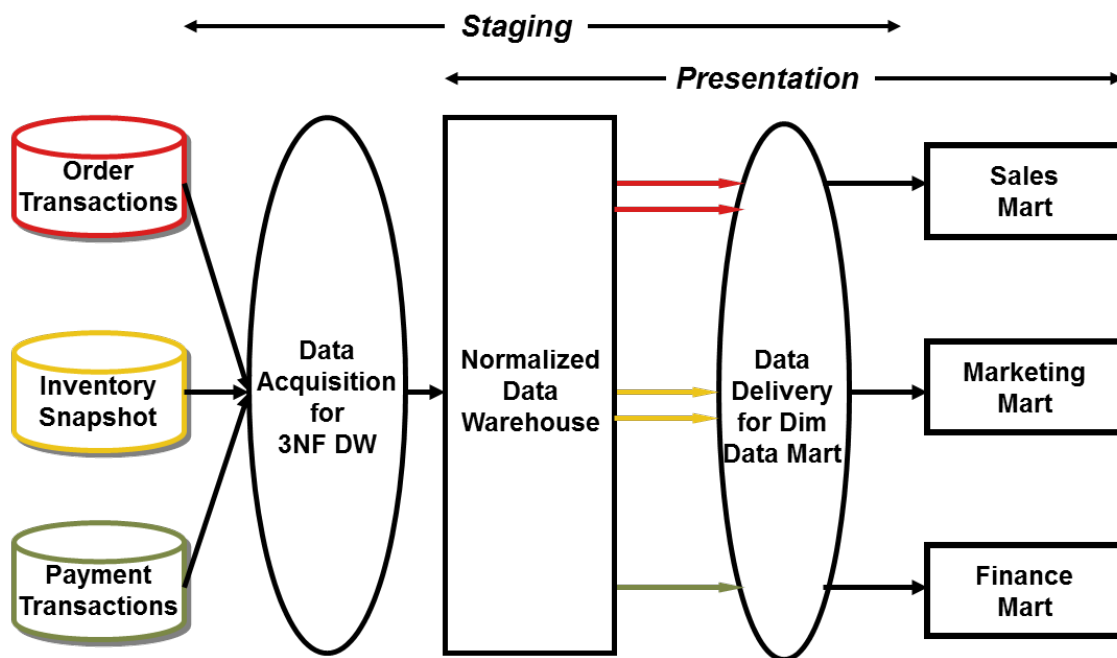 Staging
Presentation
Order
Transactions
Inventory
Snapshot
Payment
Transactions
Data
Acquisition
for
3NF DW
Normalized
Data
Warehouse
Data
Delivery
for Dim
Data Mart
Sales
Mart
Marketing
Mart
Finance
Mart